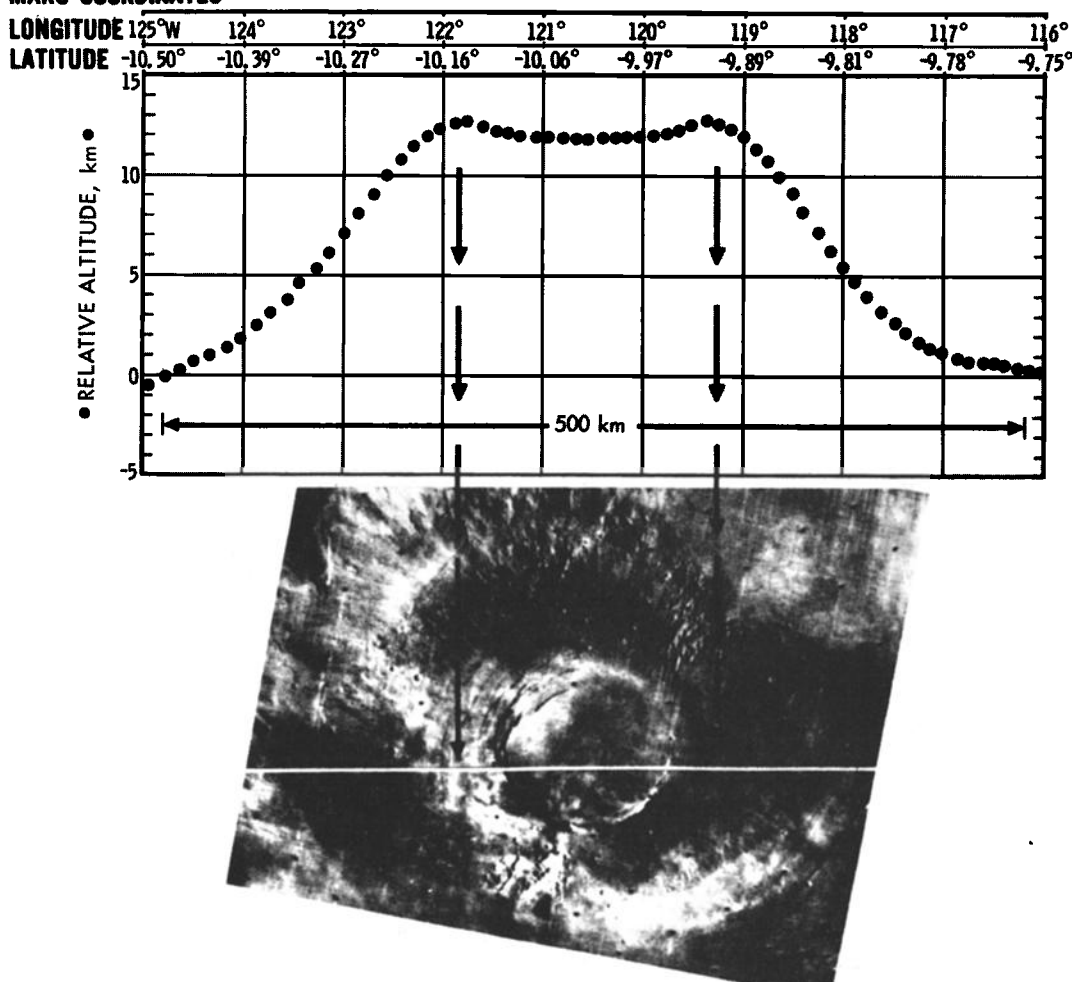 MARS COORDINATES
LONGITUDE 125°W 124° 123° 122° 121° 120° 119° 118° 117° 116°
LATITUDE -10.50° -10.39° -10.27° -10.16° -10.06° -9.97° -9.89° -9.81° -9.78° -9.75°
15
10
5
0
-5
● RELATIVE ALTITUDE, km ●
500 km